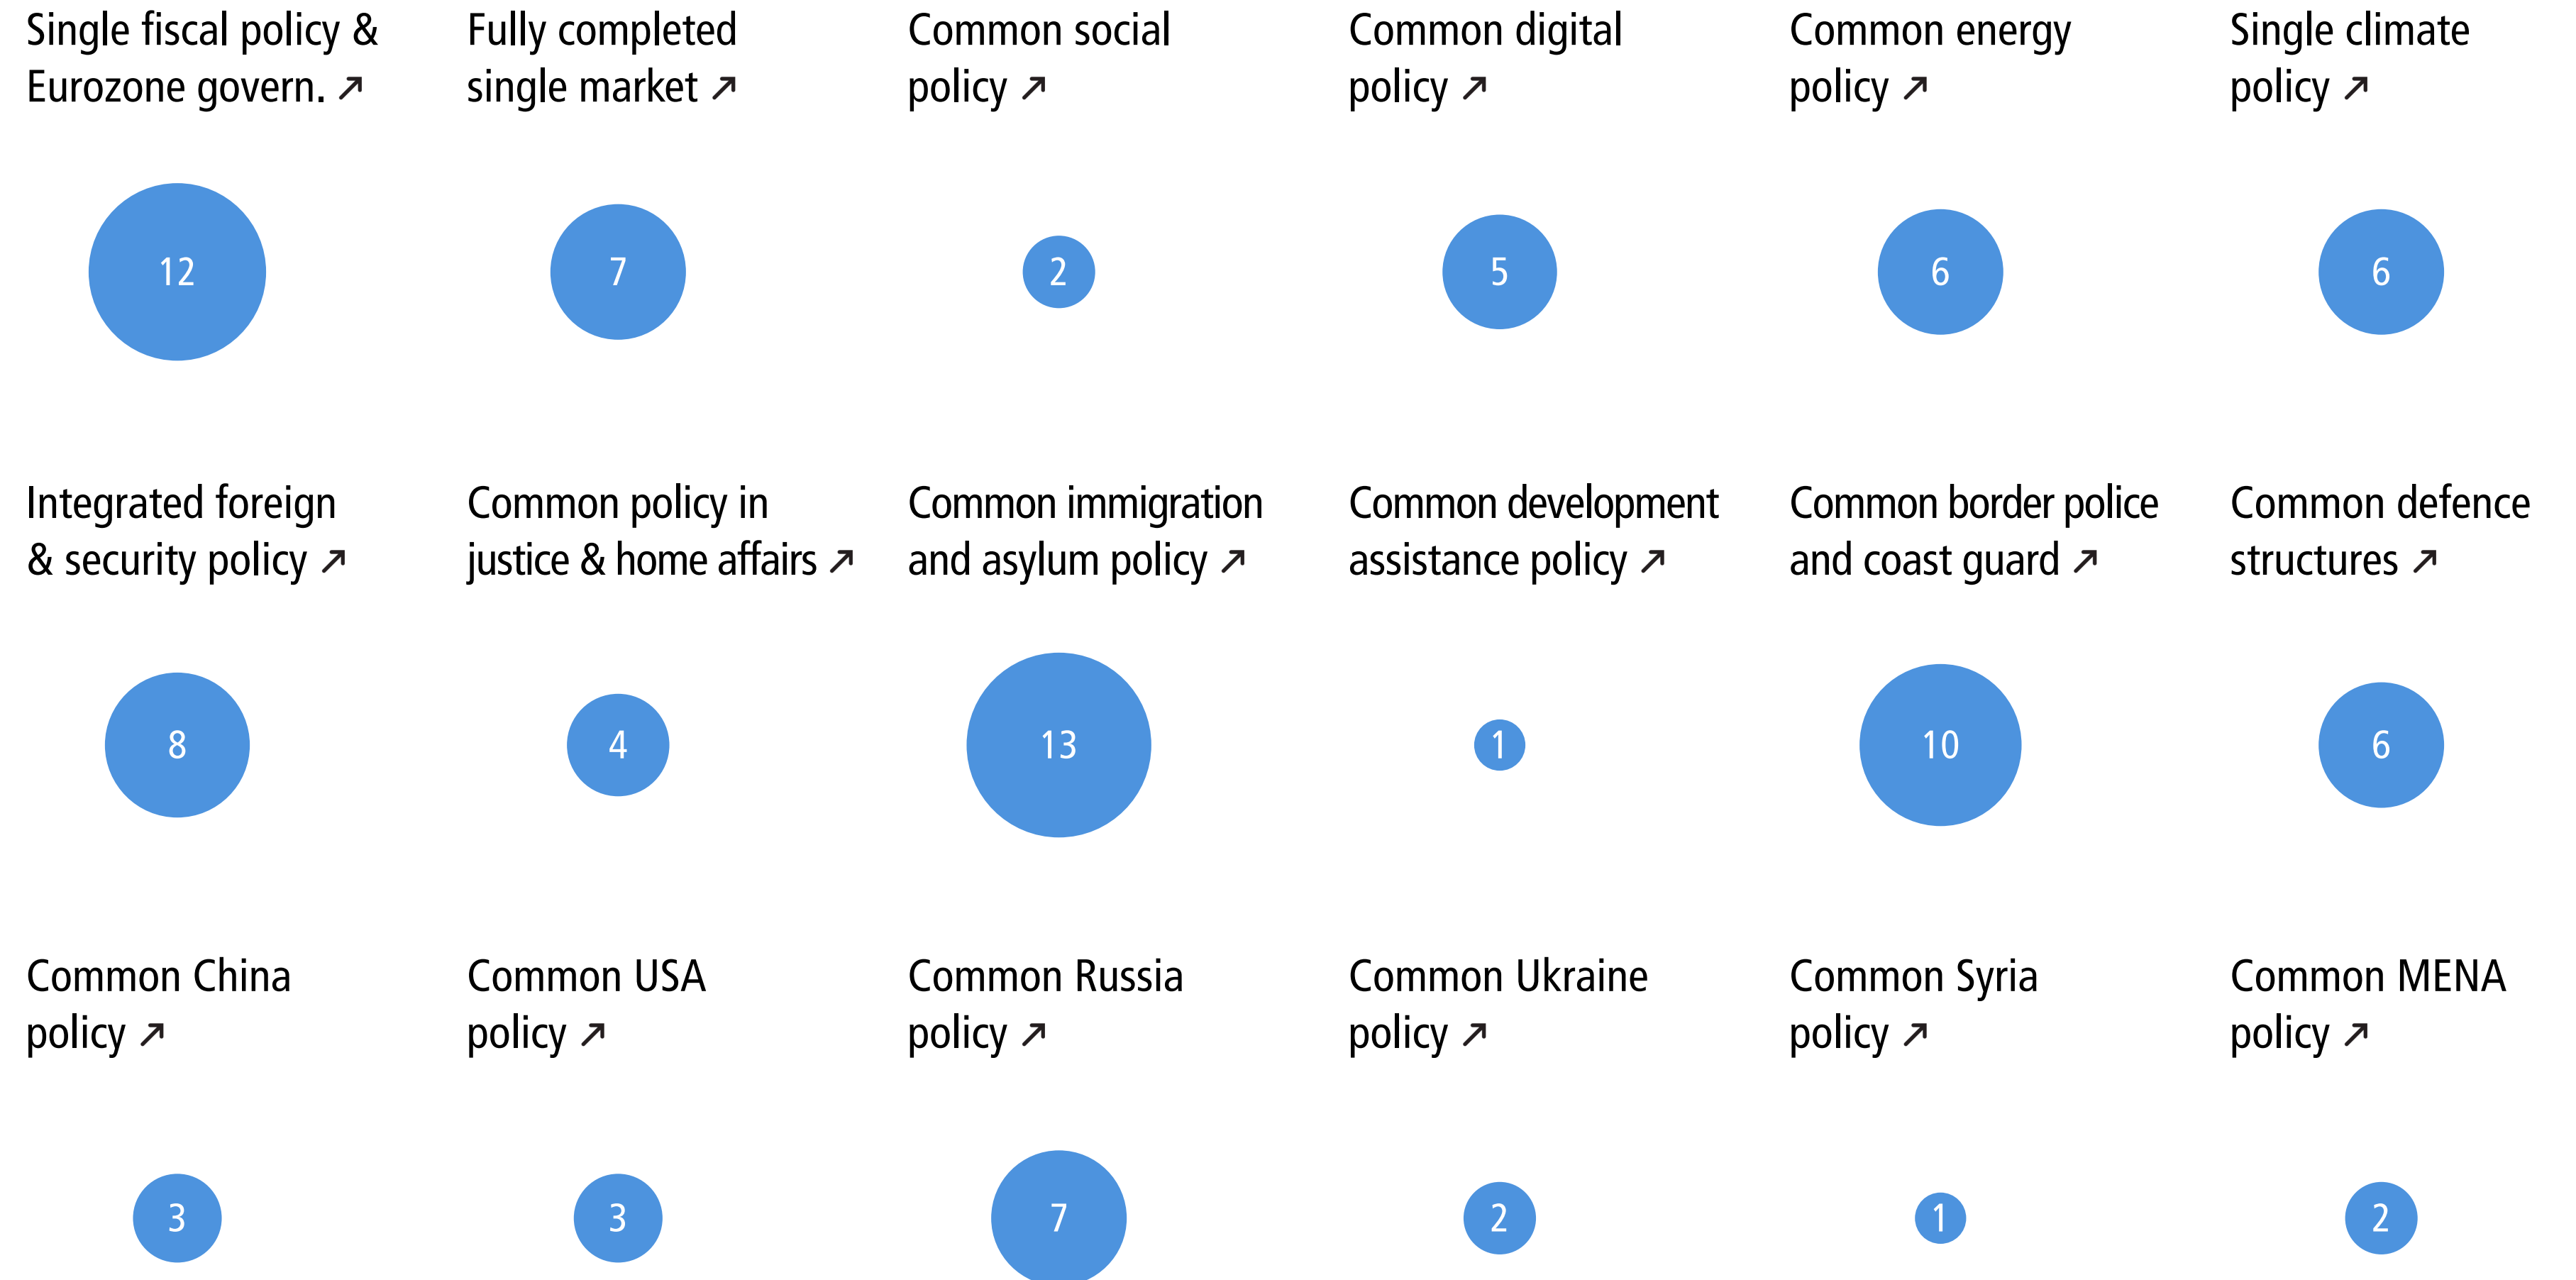 Single fiscal policy &
Eurozone govern. ↗
Fully completed
single market ↗
Common social
policy ↗
Common digital
policy ↗
Common energy
policy ↗
Single climate
policy ↗
12
7
2
5
6
6
Integrated foreign
& security policy ↗
Common policy in
justice & home affairs ↗
Common immigration
and asylum policy ↗
Common development
assistance policy ↗
Common border police
and coast guard ↗
Common defence
structures ↗
8
4
13
1
10
6
Common China
policy ↗
Common USA
policy ↗
Common Russia
policy ↗
Common Ukraine
policy ↗
Common Syria
policy ↗
Common MENA
policy ↗
3
3
7
2
1
2